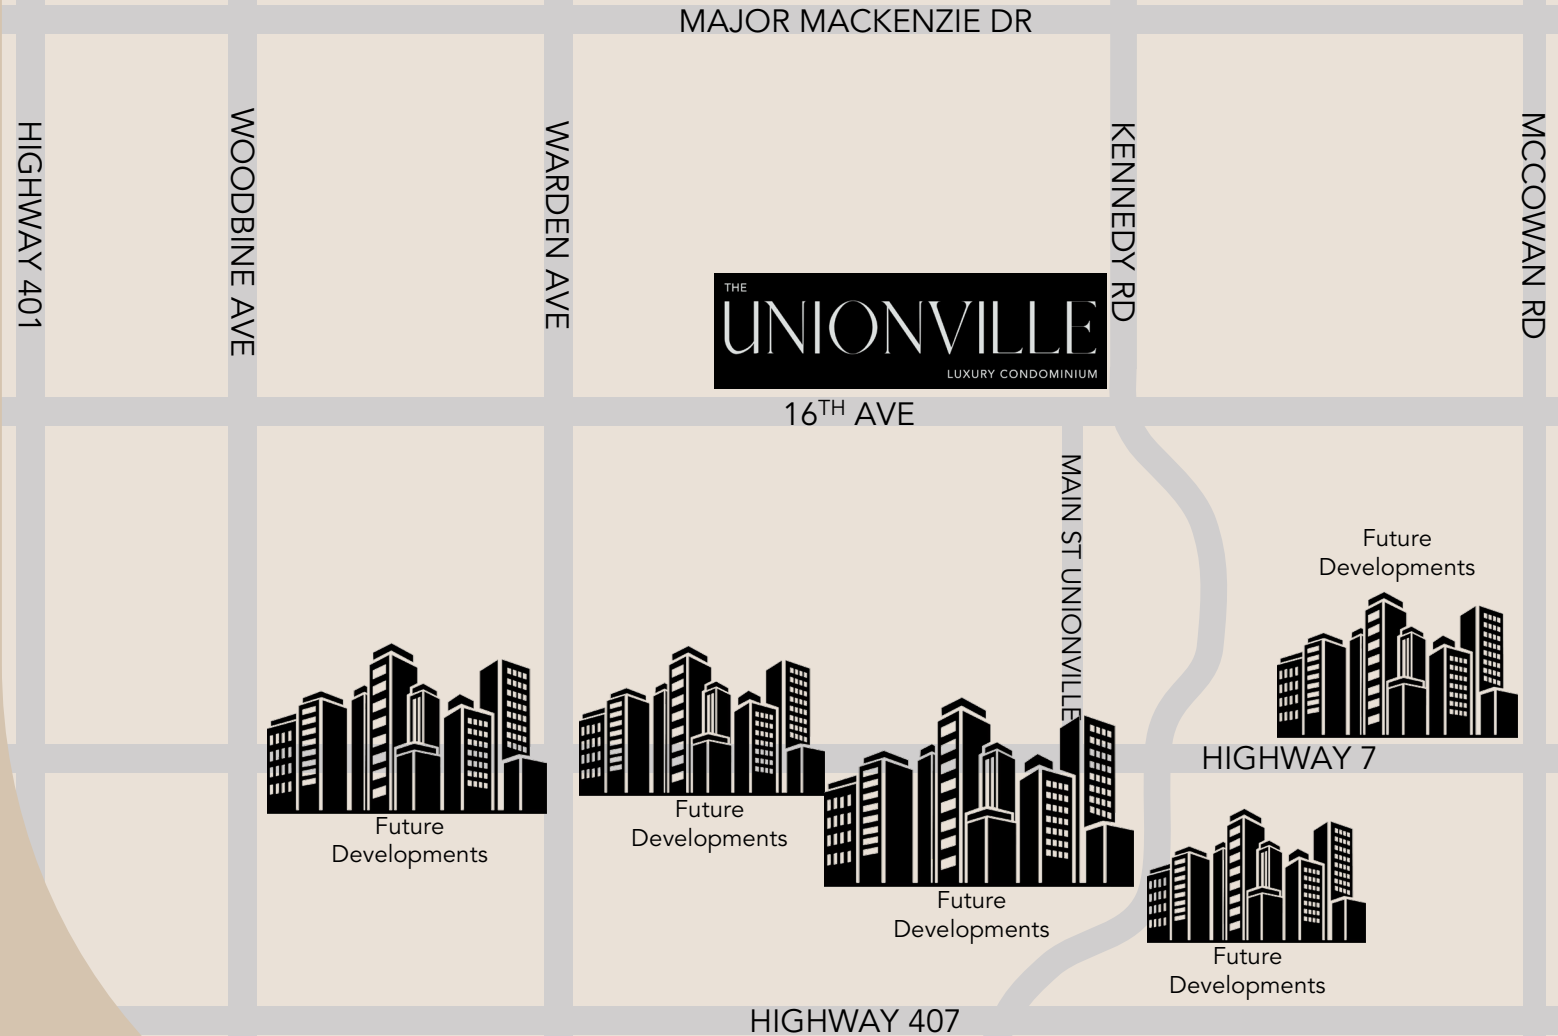 MAJOR MACKENZIE DR
HIGHWAY 401
WOODBINE AVE
WARDEN AVE
KENNEDY RD
MCCOWAN RD
THE
UNIONVILLE
LUXURY CONDOMINIUM
16TH AVE
MAIN ST UNIONVILLE
Future
Developments
HIGHWAY 7
Future
Developments
Future
Developments
Future
Developments
Future
Developments
HIGHWAY 407